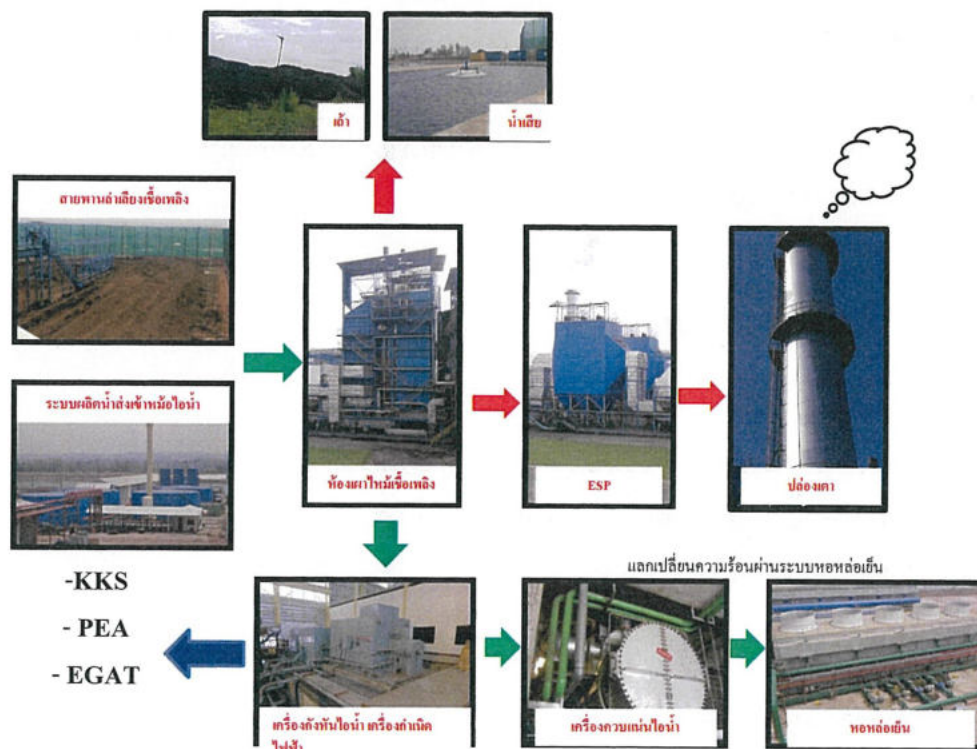 เถ้า
น้ำเสีย
สายพานลำเลียงเชื้อเพลิง
ระบบผลิตน้ำส่งเข้าหม้อไอน้ำ
ห้องเผาไหม้เชื้อเพลิง
ESP
ปล่องเตา
-KKS
- PEA
- EGAT
แลกเปลี่ยนความร้อนผ่านระบบหอหล่อเย็น
เครื่องกังหันไอน้ำ เครื่องกำเนิด
ไฟฟ้า
เครื่องควบแน่นไอน้ำ
หอหล่อเย็น